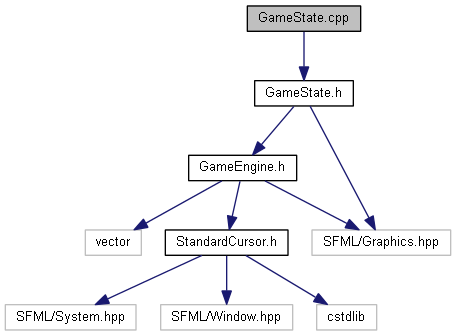 GameState.cpp
GameState.h
GameEngine.h
vector
StandardCursor.h
SFML/Graphics.hpp
SFML/System.hpp
SFML/Window.hpp
cstdlib